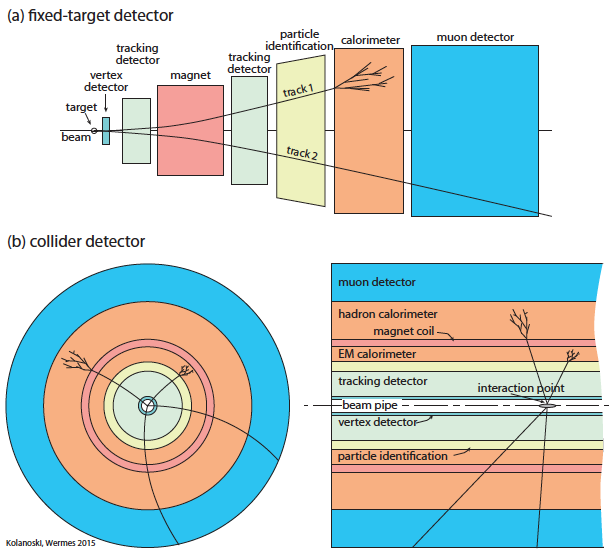 (a) fixed-target detector
particle
identification
calorimeter
muon detector
tracking
detector
tracking
detector
vertex
detector
magnet
target
beam
track 1
track 2
(b) collider detector
muon detector
hadron calorimeter
magnet coil
EM calorimeter
tracking detector
interaction point
beam pipe
vertex detector
particle identification
Kolanoski, Wermes 2015